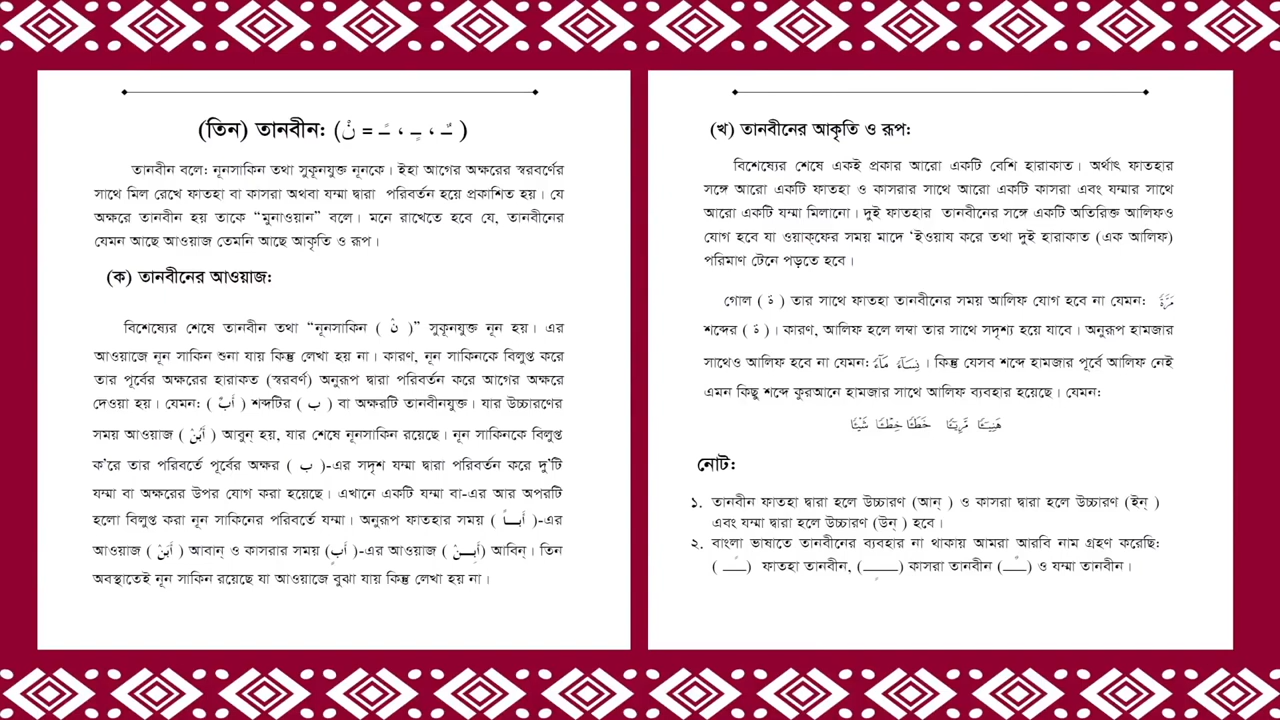 (তিন) তানবীন: (نْ = ـً ، ـٍ ، ـٌ )
তানবীন বলে: নূনসাকিন তথা সুকূনযুক্ত নূনকে। ইহা আগের অক্ষরের স্বরবর্ণের
সাথে মিল রেখে ফাতহা বা কাসরা অথবা যম্মা দ্বারা পরিবর্তন হয়ে প্রকাশিত হয়। যে
অক্ষরে তানবীন হয় তাকে “মুনাওয়ান” বলে। মনে রাখেতে হবে যে, তানবীনের
যেমন আছে আওয়াজ তেমনি আছে আকৃতি ও রূপ।
(ক) তানবীনের আওয়াজ:
বিশেষ্যের শেষে তানবীন তথা “নূনসাকিন ( نْ )” সুকূনযুক্ত নূন হয়। এর
আওয়াজে নূন সাকিন শুনা যায় কিন্তু লেখা হয় না। কারণ, নূন সাকিনকে বিলুপ্ত করে
তার পূর্বের অক্ষরের হারাকাত (স্বরবর্ণ) অনুরূপ দ্বারা পরিবর্তন করে আগের অক্ষরে
দেওয়া হয়। যেমন: ( أَبٌ ) শব্দটির ( ب ) বা অক্ষরটি তানবীনযুক্ত। যার উচ্চারণের
সময় আওয়াজ ( أَبُنْ ) আবুন্ হয়, যার শেষে নূনসাকিন রয়েছে। নূন সাকিনকে বিলুপ্ত
ক’রে তার পরিবর্তে পূর্বের অক্ষর ( ب )-এর সদৃশ যম্মা দ্বারা পরিবর্তন করে দু’টি
যম্মা বা অক্ষরের উপর যোগ করা হয়েছে। এখানে একটি যম্মা বা-এর আর অপরটি
হলো বিলুপ্ত করা নূন সাকিনের পরিবর্তে যম্মা। অনুরূপ ফাতহার সময় ( أَبـــاً )-এর
আওয়াজ ( أَبَنْ ) আবান্ ও কাসরার সময় (أَبٍ )-এর আওয়াজ ( أَبِـــنْ) আবিন্। তিন
অবস্থাতেই নূন সাকিন রয়েছে যা আওয়াজে বুঝা যায় কিন্তু লেখা হয় না।
(খ) তানবীনের আকৃতি ও রূপ:
বিশেষ্যের শেষে একই প্রকার আরো একটি বেশি হারাকাত। অর্থাৎ ফাতহার
সঙ্গে আরো একটি ফাতহা ও কাসরার সাথে আরো একটি কাসরা এবং যম্মার সাথে
আরো একটি যম্মা মিলানো। দুই ফাতহার তানবীনের সঙ্গে একটি অতিরিক্ত আলিফও
যোগ হবে যা ওয়াক্ফের সময় মাদ্দে ‘ইওয়ায করে তথা দুই হারাকাত (এক আলিফ)
পরিমাণ টেনে পড়তে হবে।
গোল ( ة ) তার সাথে ফাতহা তানবীনের সময় আলিফ যোগ হবে না যেমন: مَرَّةً
শব্দের ( ة )। কারণ, আলিফ হলে লম্বা তার সাথে সদৃশ্য হয়ে যাবে। অনুরূপ হামজার
সাথেও আলিফ হবে না যেমন: نِسَآءً مَآءً । কিন্তু যেসব শব্দে হামজার পূর্বে আলিফ নেই
এমন কিছু শব্দে কুরআনে হামজার সাথে আলিফ ব্যবহার হয়েছে। যেমন:
هَنِيـًٔا مَّرِيـًٔا خَطَـًٔا خِطْـًٔا شَيْـًٔا
নোট:
১. তানবীন ফাতহা দ্বারা হলে উচ্চারণ (আন্ ) ও কাসরা দ্বারা হলে উচ্চারণ (ইন্ )
এবং যম্মা দ্বারা হলে উচ্চারণ (উন্ ) হবে।
২. বাংলা ভাষাতে তানবীনের ব্যবহার না থাকায় আমরা আরবি নাম গ্রহণ করেছি:
( ــًـ ) ফাতহা তানবীন, (ــٍـ) কাসরা তানবীন (ــٌـ) ও যম্মা তানবীন।